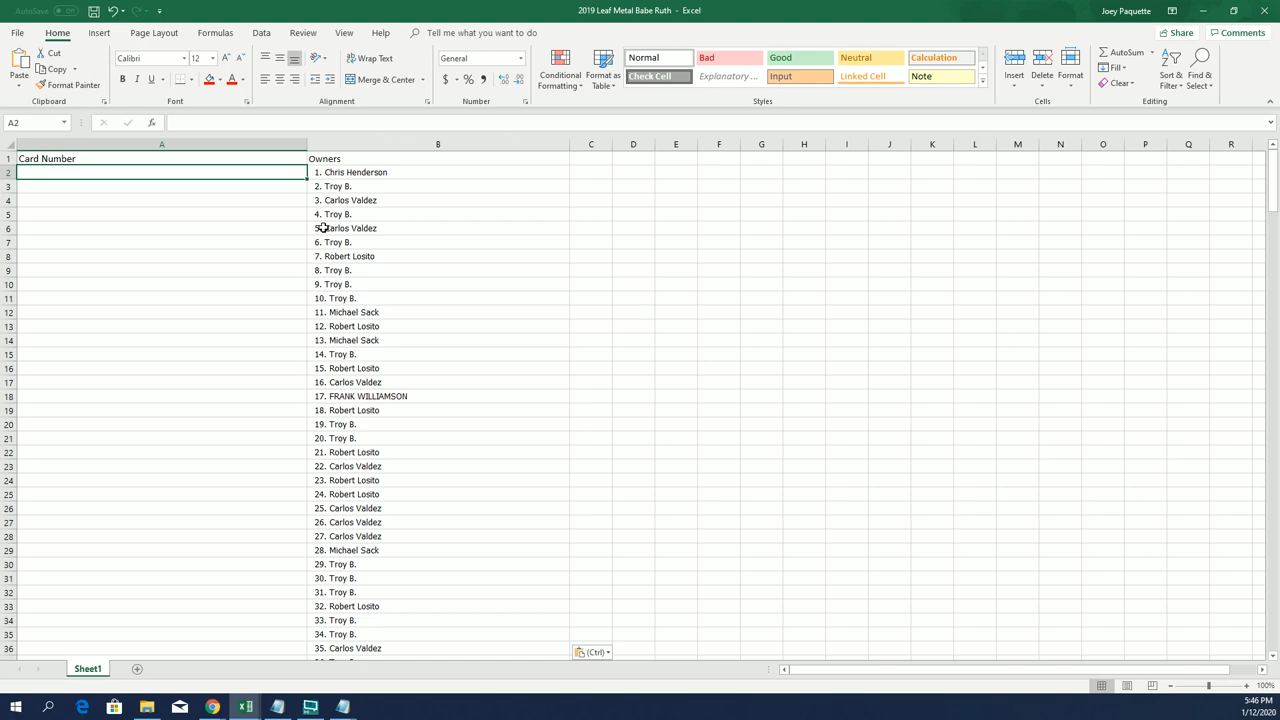 AutoSave Off 2019 Leaf Metal Babe Ruth - Excel Joey Paquette
File Home Insert Page Layout Formulas Data Review View Help Tell me what you want to do Share Comments
Paste Cut Copy Format Painter Clipboard
Calibri 12 B I U A Font
Wrap Text Merge & Center Alignment
General $ % , Number
Conditional Formatting Format as Table
Normal Bad Good Neutral Calculation
Check Cell Explanatory ... Input Linked Cell Note
Styles
Insert Delete Format Cells
AutoSum Fill Clear Sort & Filter Find & Select Editing
A2 fx
A B C D E F G H I J K L M N O P Q R
1 Card Number Owners
2 1. Chris Henderson
3 2. Troy B.
4 3. Carlos Valdez
5 4. Troy B.
6 5. Carlos Valdez
7 6. Troy B.
8 7. Robert Losito
9 8. Troy B.
10 9. Troy B.
11 10. Troy B.
12 11. Michael Sack
13 12. Robert Losito
14 13. Michael Sack
15 14. Troy B.
16 15. Robert Losito
17 16. Carlos Valdez
18 17. FRANK WILLIAMSON
19 18. Robert Losito
20 19. Troy B.
21 20. Troy B.
22 21. Robert Losito
23 22. Carlos Valdez
24 23. Robert Losito
25 24. Robert Losito
26 25. Carlos Valdez
27 26. Carlos Valdez
28 27. Carlos Valdez
29 28. Michael Sack
30 29. Troy B.
31 30. Troy B.
32 31. Troy B.
33 32. Robert Losito
34 33. Troy B.
35 34. Troy B.
36 35. Carlos Valdez
(Ctrl)
Sheet1
100%
5:46 PM
1/12/2020